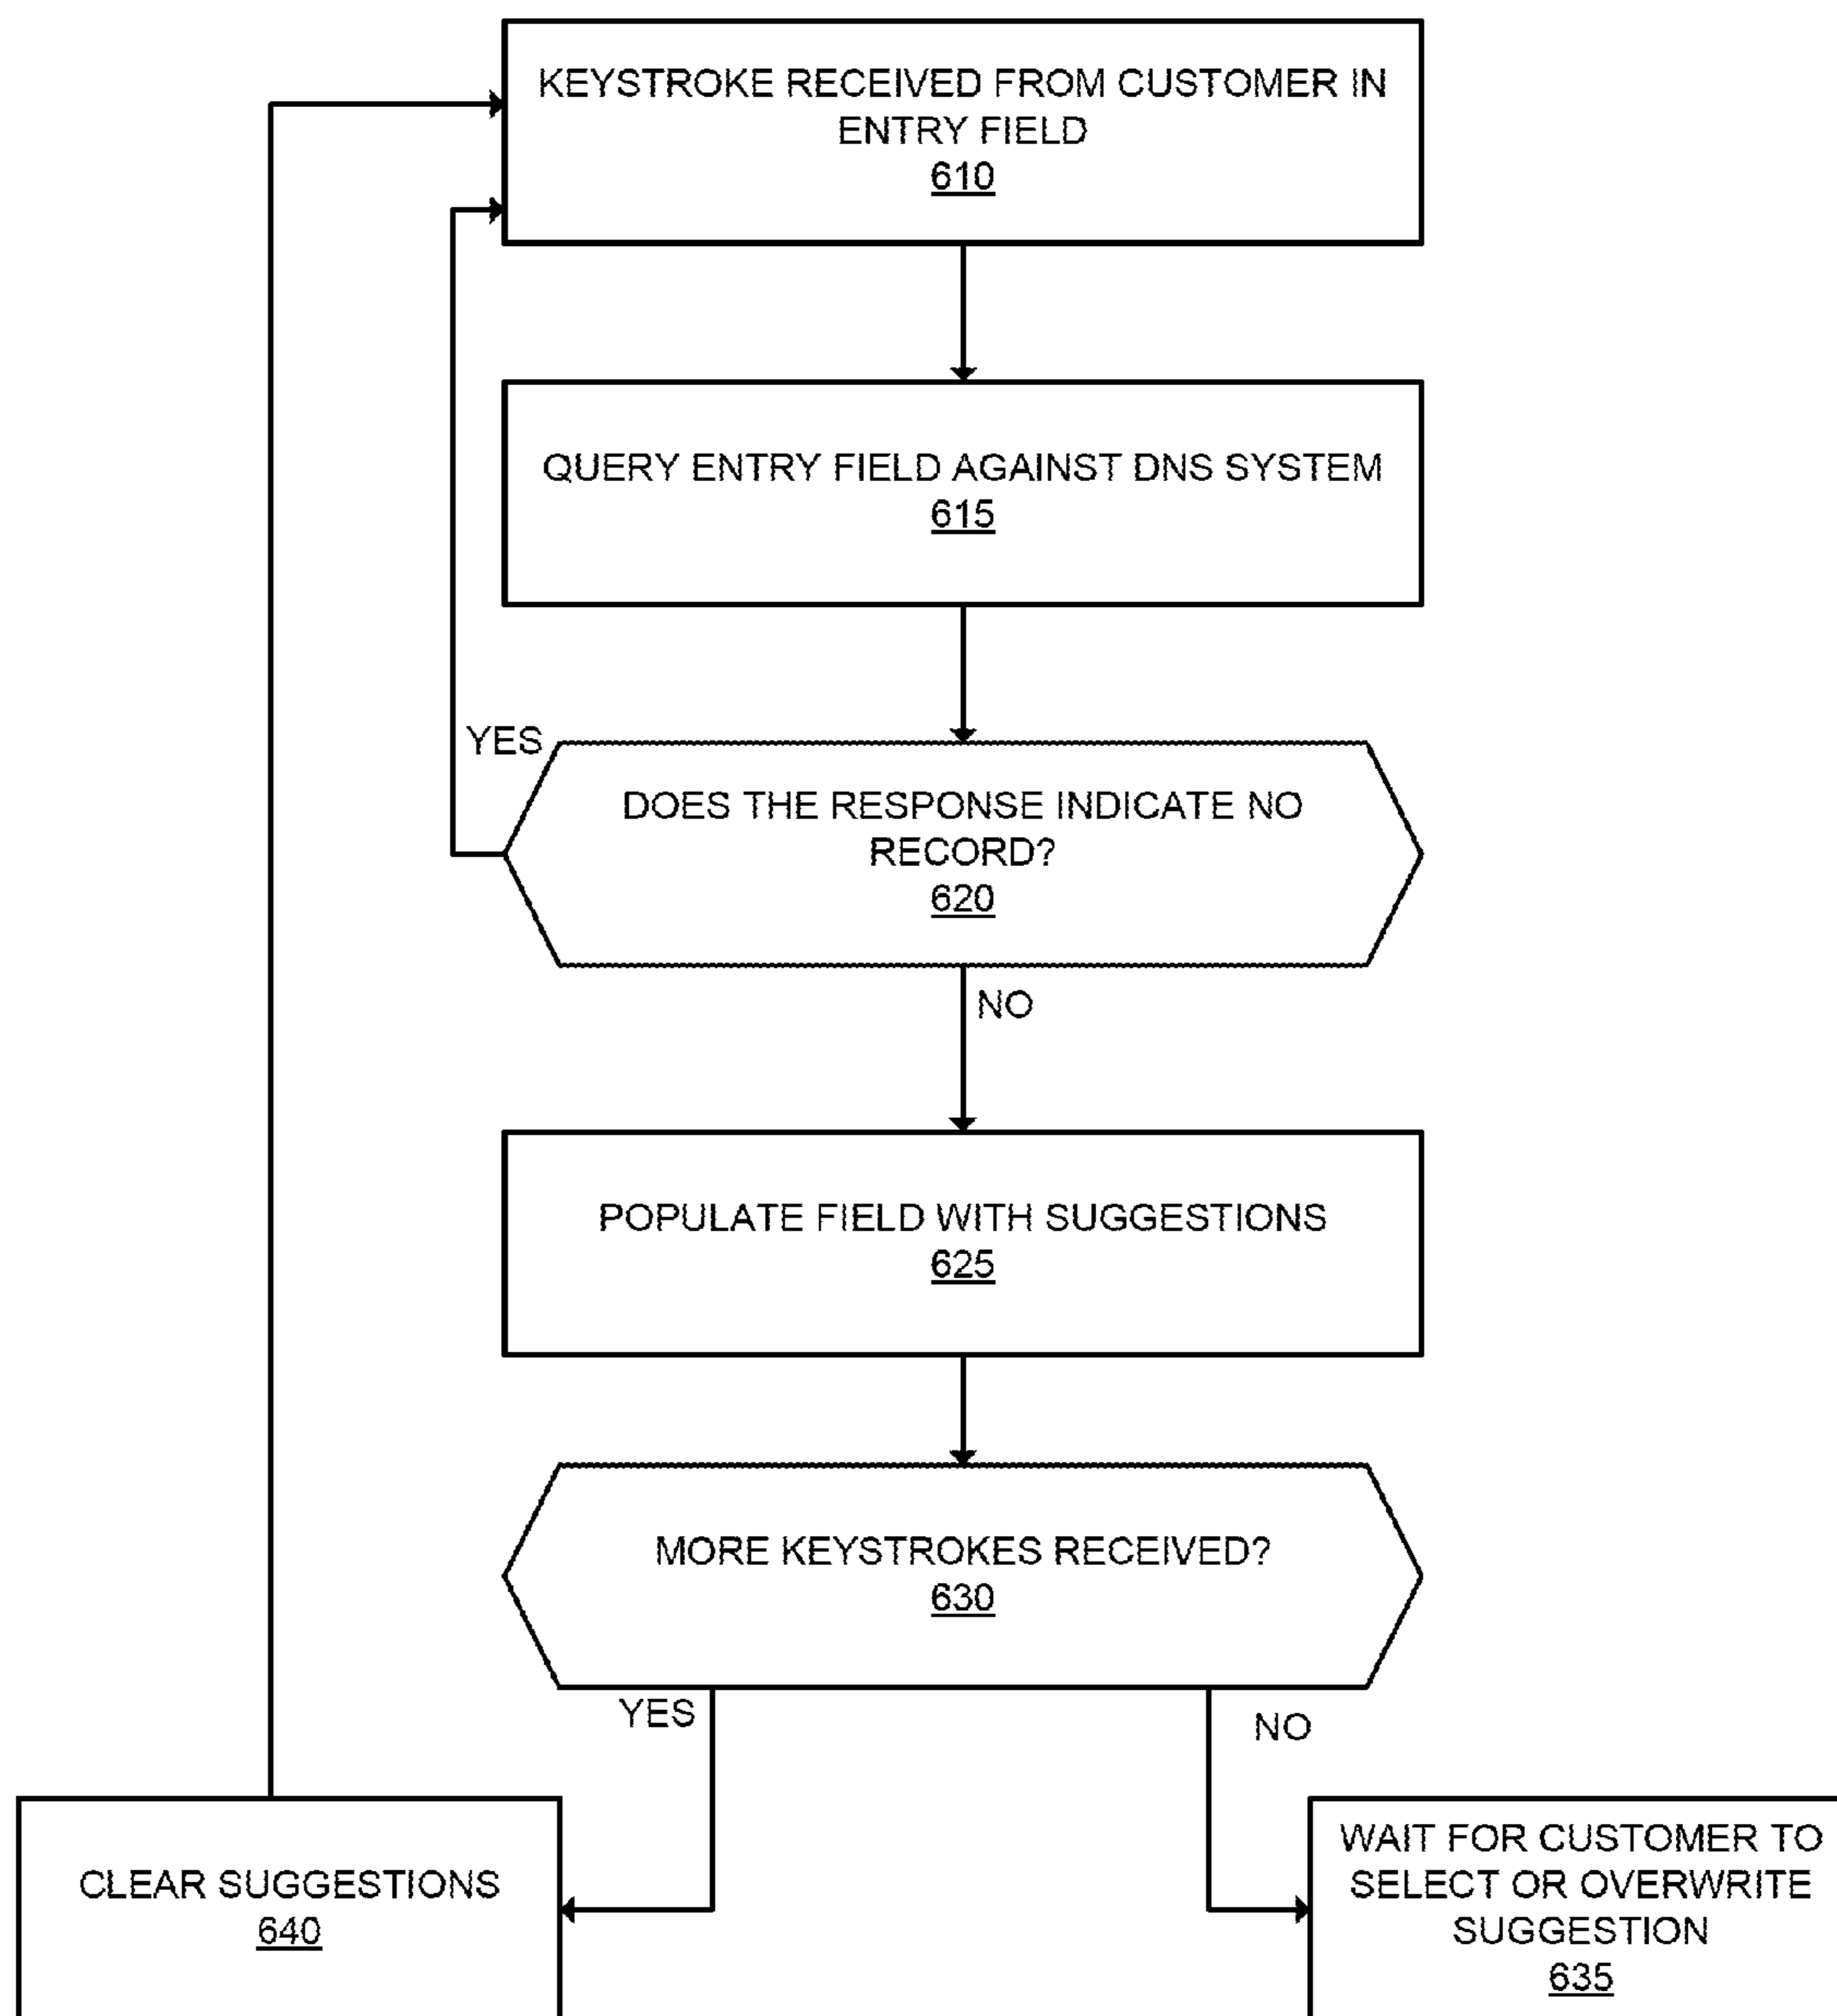 KEYSTROKE RECEIVED FROM CUSTOMER IN
ENTRY FIELD
610
QUERY ENTRY FIELD AGAINST DNS SYSTEM
615
YES
DOES THE RESPONSE INDICATE NO
RECORD?
620
NO
POPULATE FIELD WITH SUGGESTIONS
625
MORE KEYSTROKES RECEIVED?
630
YES
NO
CLEAR SUGGESTIONS
640
WAIT FOR CUSTOMER TO
SELECT OR OVERWRITE
SUGGESTION
635